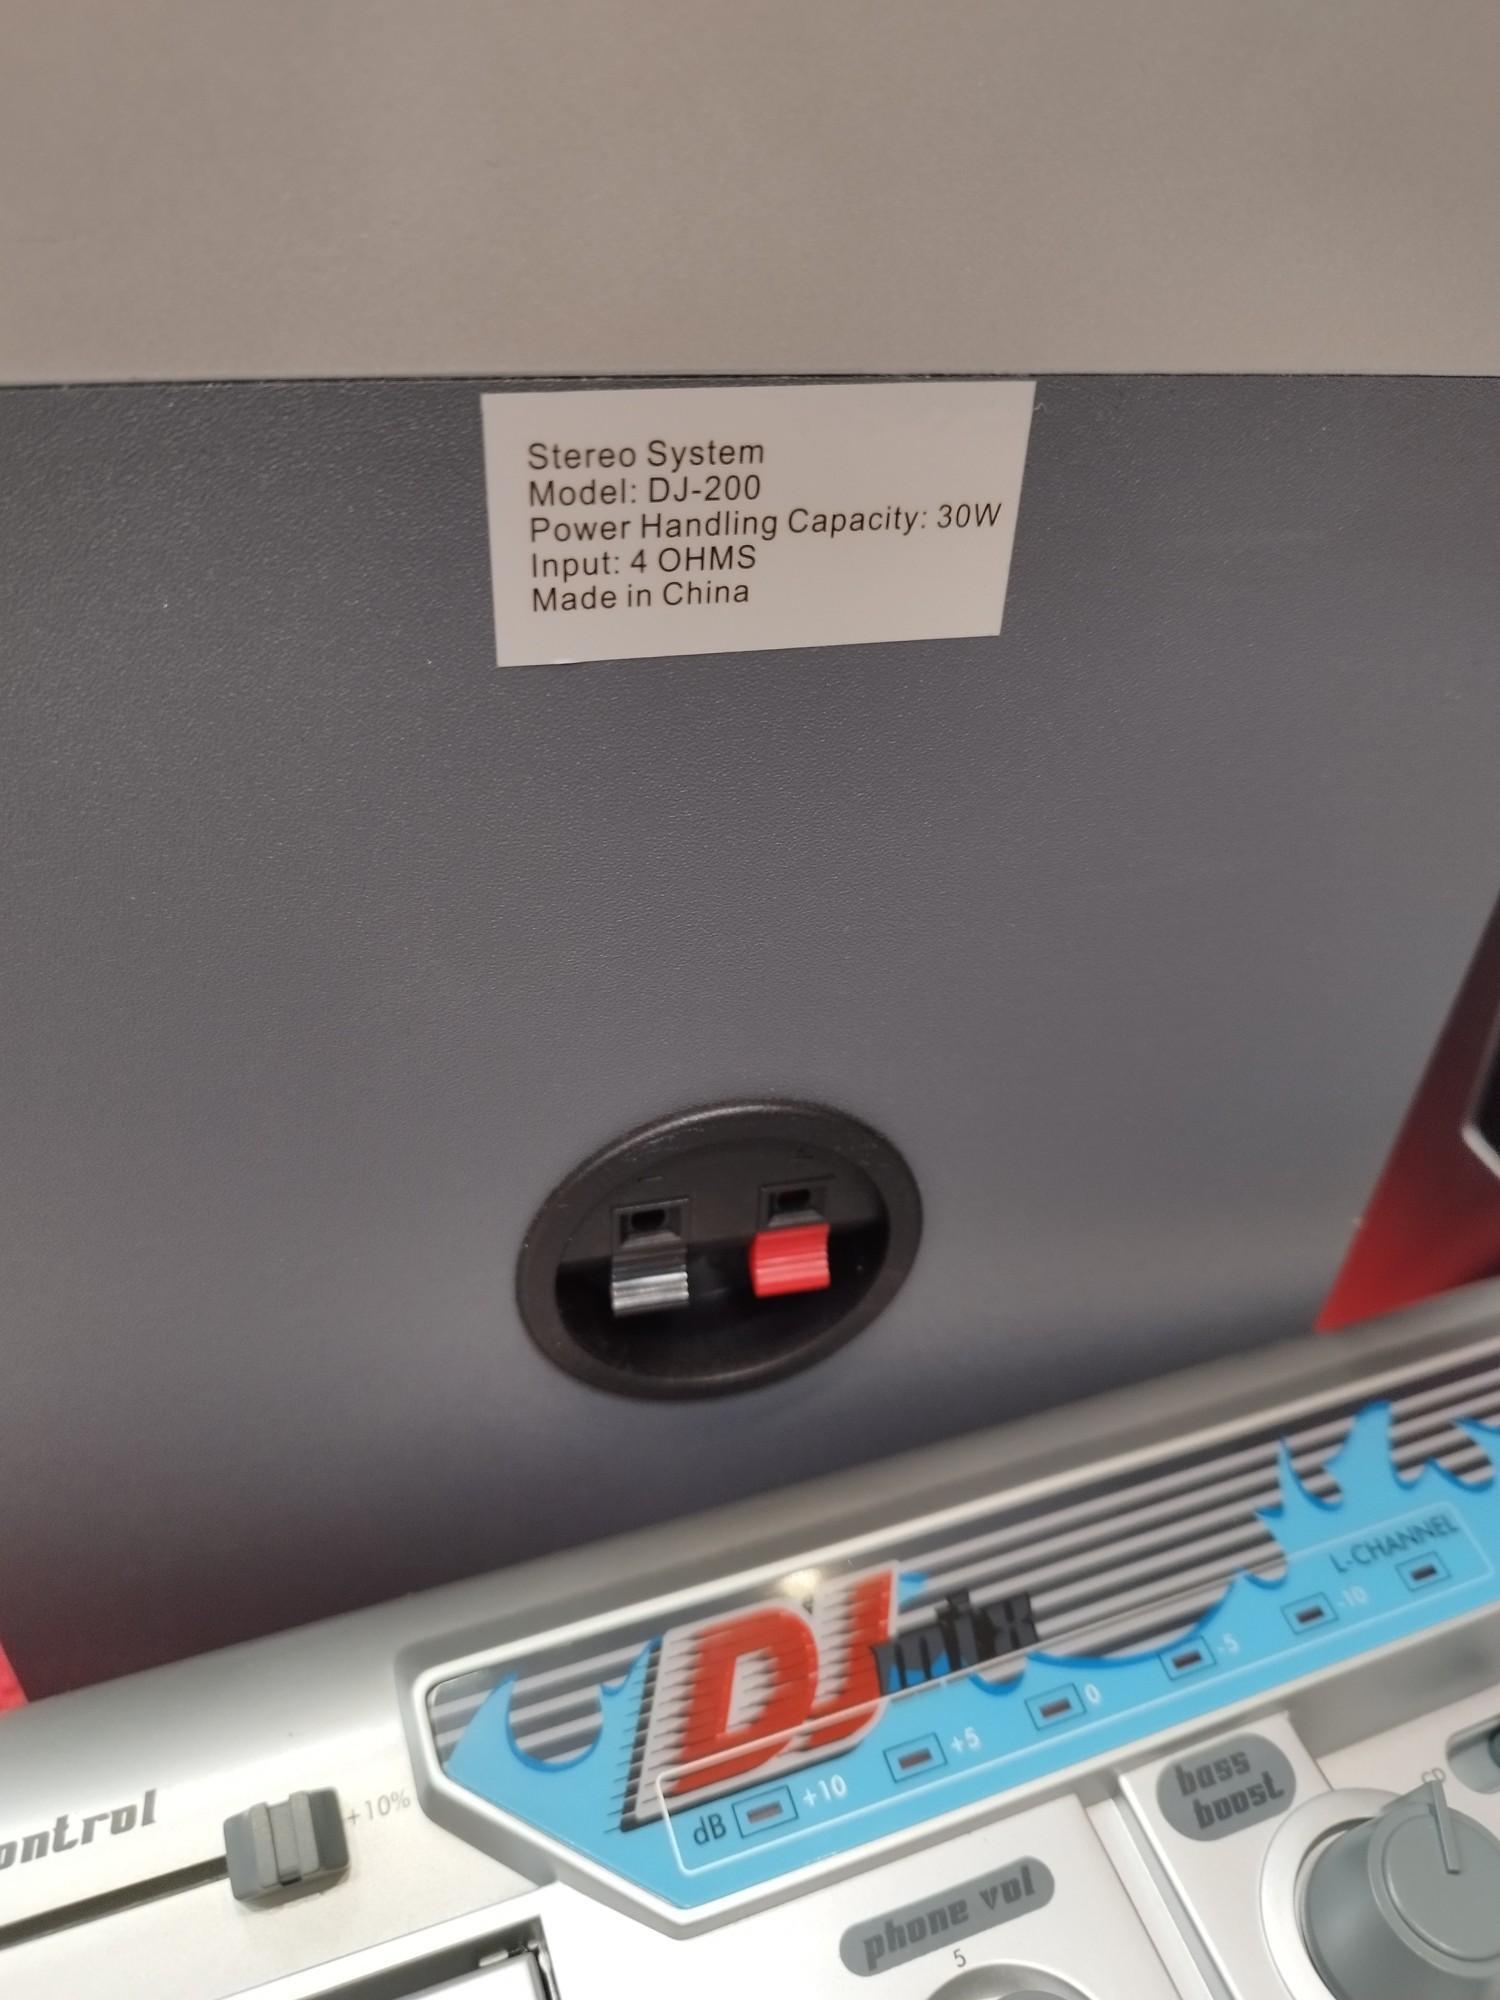 Stereo System
Model: DJ-200
Power Handling Capacity: 30W
Input: 4 OHMS
Made in China
DJ mix
L-CHANNEL
dB +10 +5 0 -5 -10
ontrol
+10%
bass
boost
CD
phone vol
5